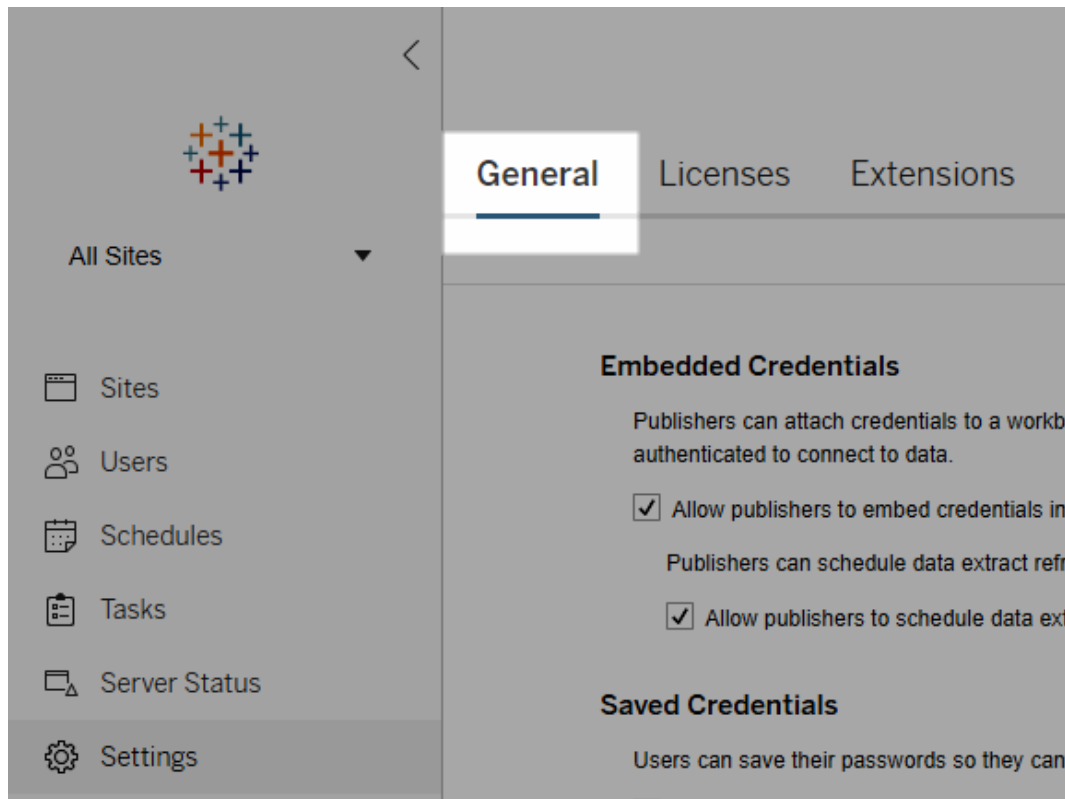 General Licenses Extensions
All Sites
Sites
Users
Schedules
Tasks
Server Status
Settings
Embedded Credentials
Publishers can attach credentials to a workb
authenticated to connect to data.
Allow publishers to embed credentials in
Publishers can schedule data extract refr
Allow publishers to schedule data ext
Saved Credentials
Users can save their passwords so they can